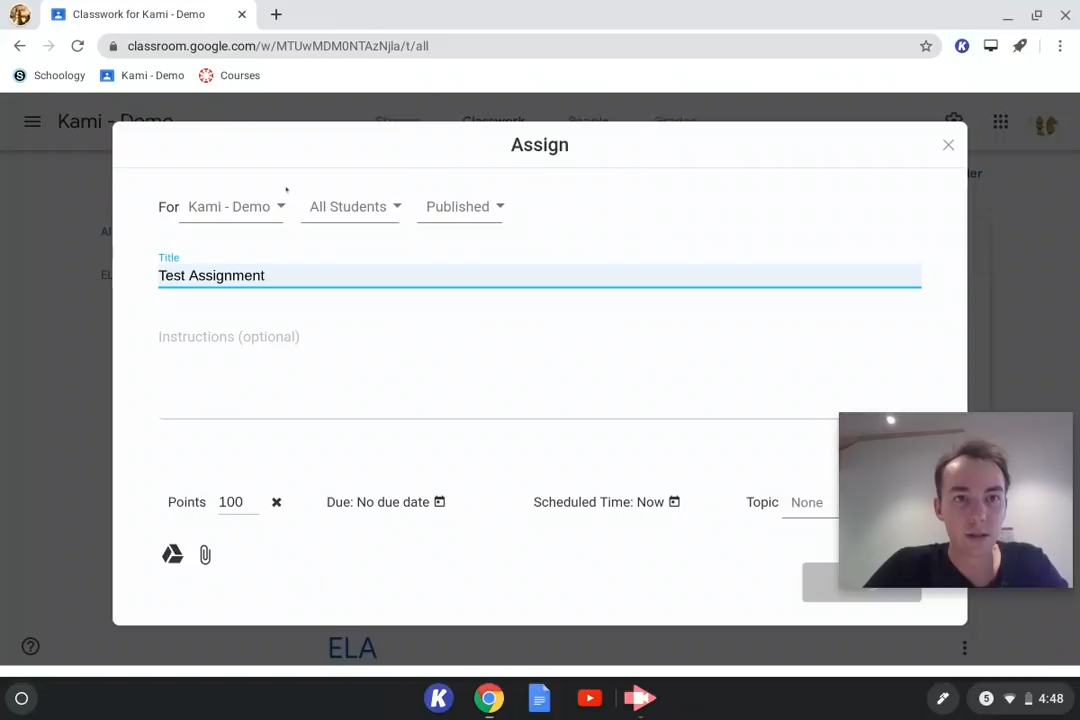 Classwork for Kami - Demo
classroom.google.com/w/MTUwMDM0NTAzNjla/t/all
Schoology
Kami - Demo
Courses
Kami - Demo
Stream
Classwork
People
Grades
Assign
For Kami - Demo All Students Published
Title
Test Assignment
Instructions (optional)
Points 100 Due: No due date Scheduled Time: Now Topic None
ELA
5 4:48